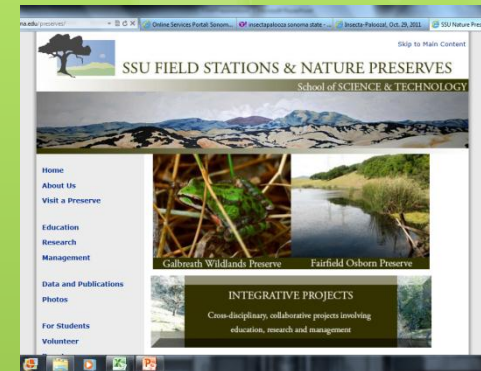 na.edu/preserves/
Online Services Portal: Sonom...
insectapalooza sonoma state - ...
Insecta-Palooza!, Oct. 29, 2011
SSU Nature Pres
Skip to Main Content
SSU FIELD STATIONS & NATURE PRESERVES
School of SCIENCE & TECHNOLOGY
Home
About Us
Visit a Preserve
Education
Research
Management
Data and Publications
Photos
For Students
Volunteer
Galbreath Wildlands Preserve
Fairfield Osborn Preserve
INTEGRATIVE PROJECTS
Cross-disciplinary, collaborative projects involving
education, research and management